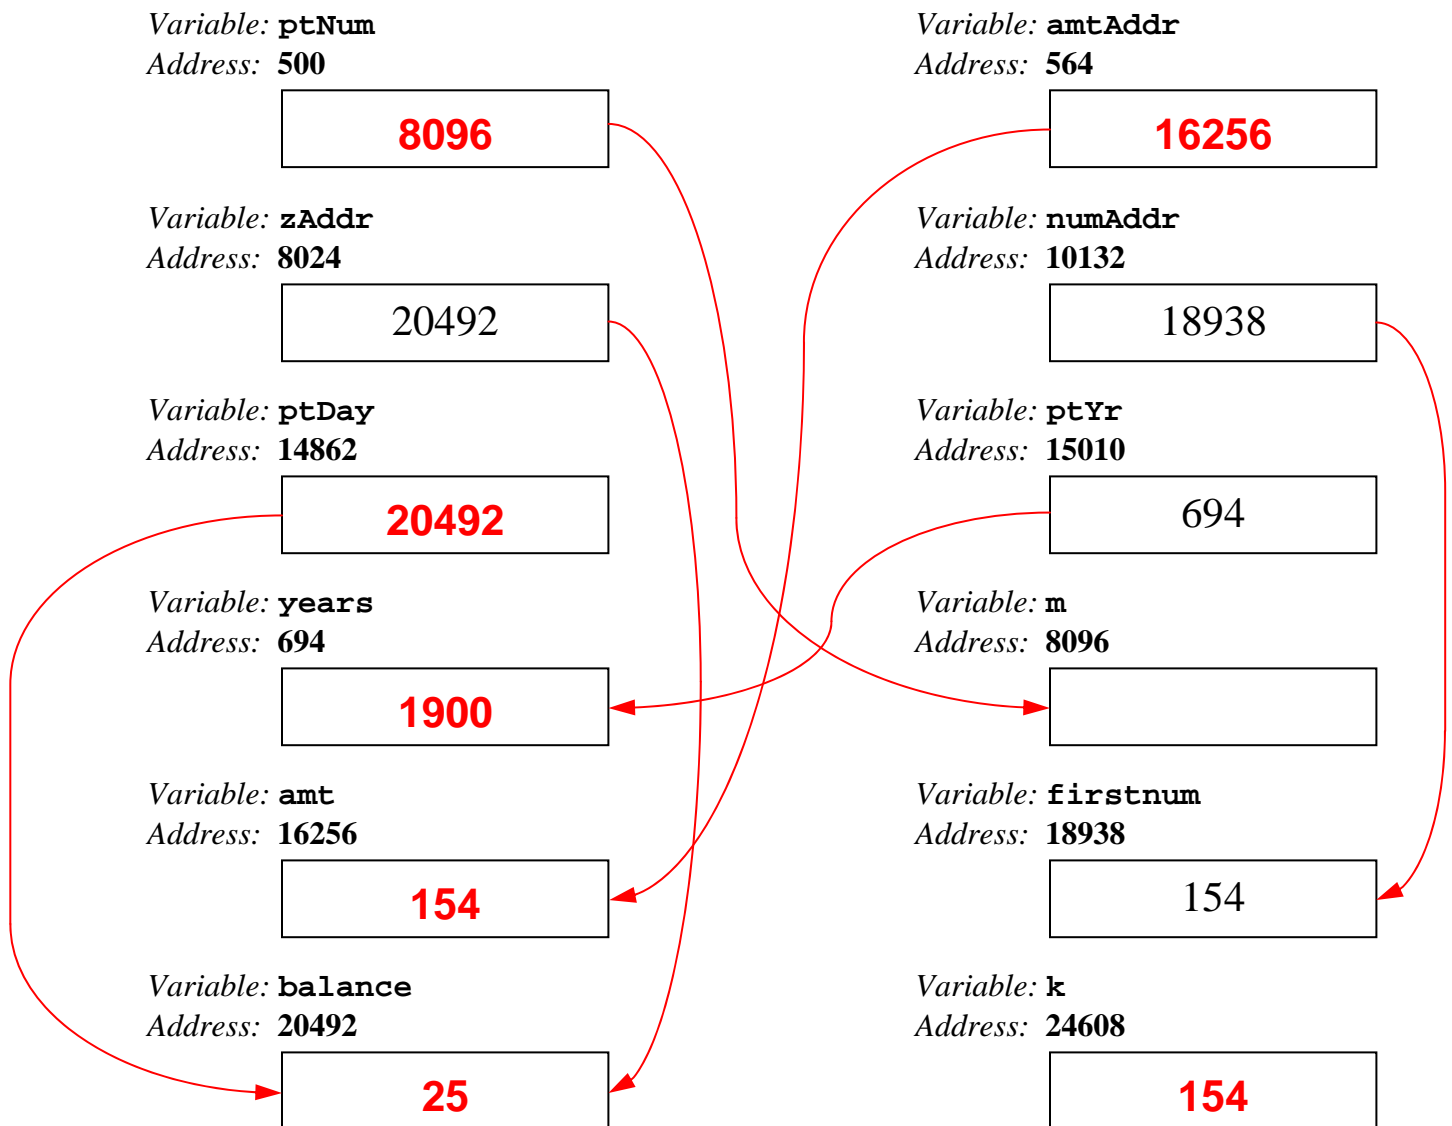 Variable: ptNum
Address: 500
8096
Variable: amtAddr
Address: 564
16256
Variable: zAddr
Address: 8024
20492
Variable: numAddr
Address: 10132
18938
Variable: ptDay
Address: 14862
20492
Variable: ptYr
Address: 15010
694
Variable: years
Address: 694
1900
Variable: m
Address: 8096
Variable: amt
Address: 16256
154
Variable: firstnum
Address: 18938
154
Variable: balance
Address: 20492
25
Variable: k
Address: 24608
154